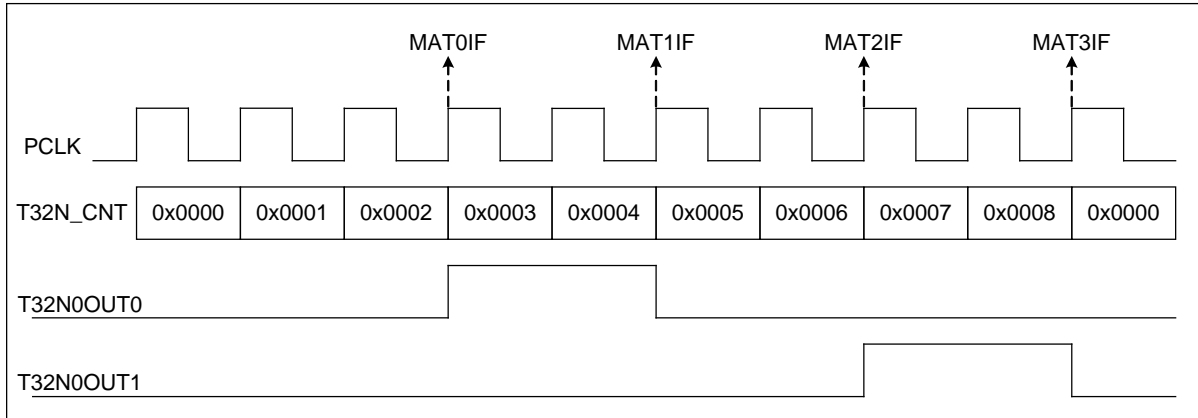 MAT0IF MAT1IF MAT2IF MAT3IF
PCLK
T32N_CNT 0x0000 0x0001 0x0002 0x0003 0x0004 0x0005 0x0006 0x0007 0x0008 0x0000
T32N0OUT0
T32N0OUT1